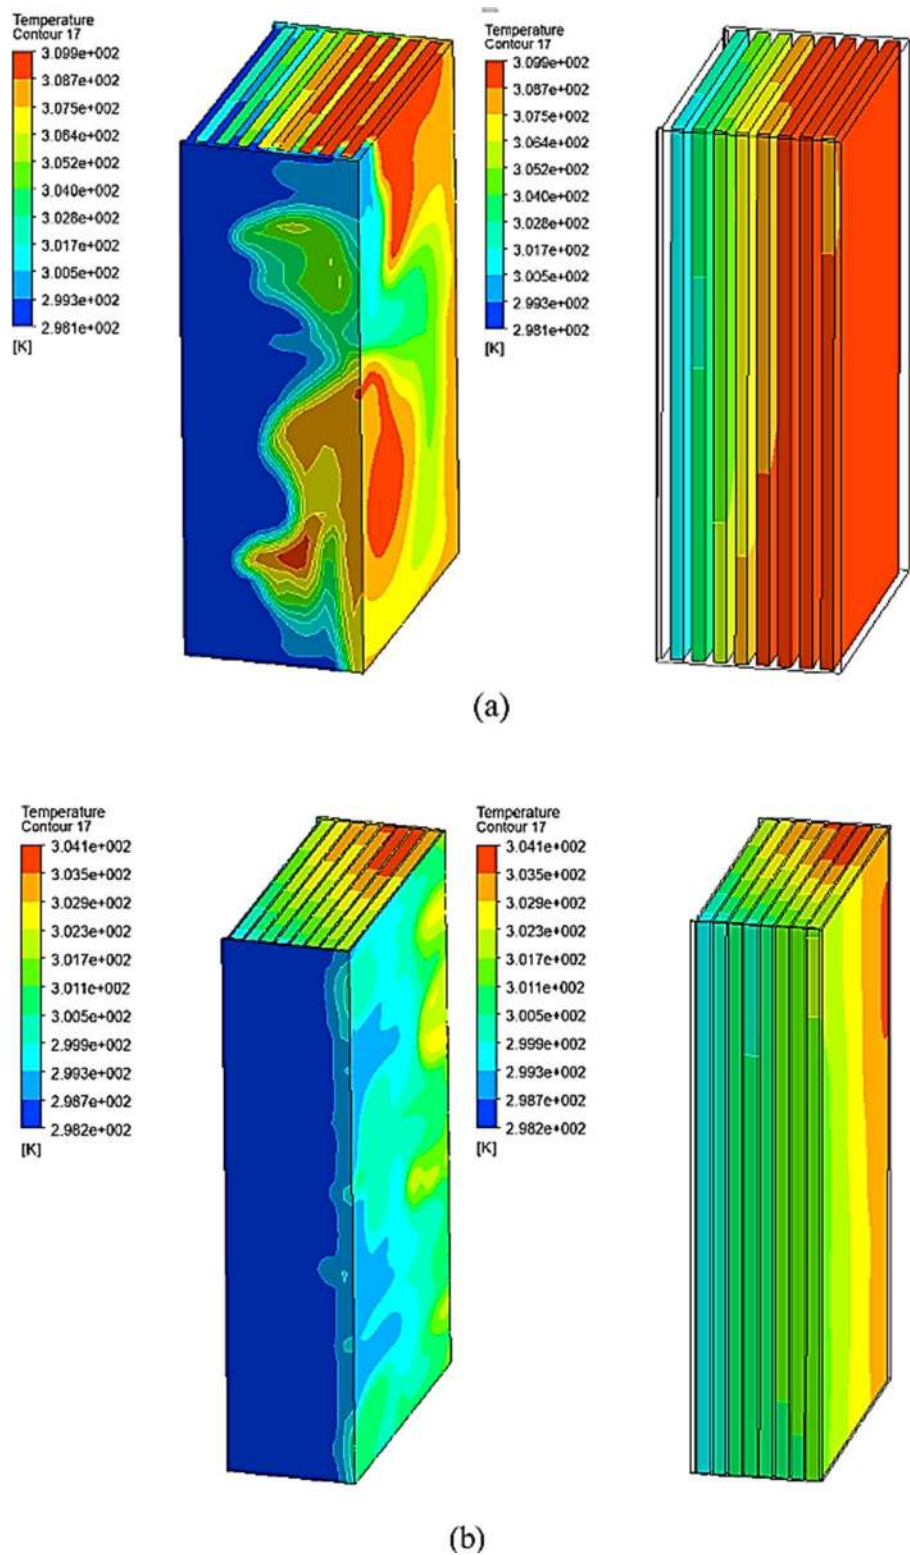 Temperature
Contour 17
3.099e+002
3.087e+002
3.075e+002
3.064e+002
3.052e+002
3.040e+002
3.028e+002
3.017e+002
3.005e+002
2.993e+002
2.981e+002
[K]
Temperature
Contour 17
3.099e+002
3.087e+002
3.075e+002
3.064e+002
3.052e+002
3.040e+002
3.028e+002
3.017e+002
3.005e+002
2.993e+002
2.981e+002
[K]
(a)
Temperature
Contour 17
3.041e+002
3.035e+002
3.029e+002
3.023e+002
3.017e+002
3.011e+002
3.005e+002
2.999e+002
2.993e+002
2.987e+002
2.982e+002
[K]
Temperature
Contour 17
3.041e+002
3.035e+002
3.029e+002
3.023e+002
3.017e+002
3.011e+002
3.005e+002
2.999e+002
2.993e+002
2.987e+002
2.982e+002
[K]
(b)